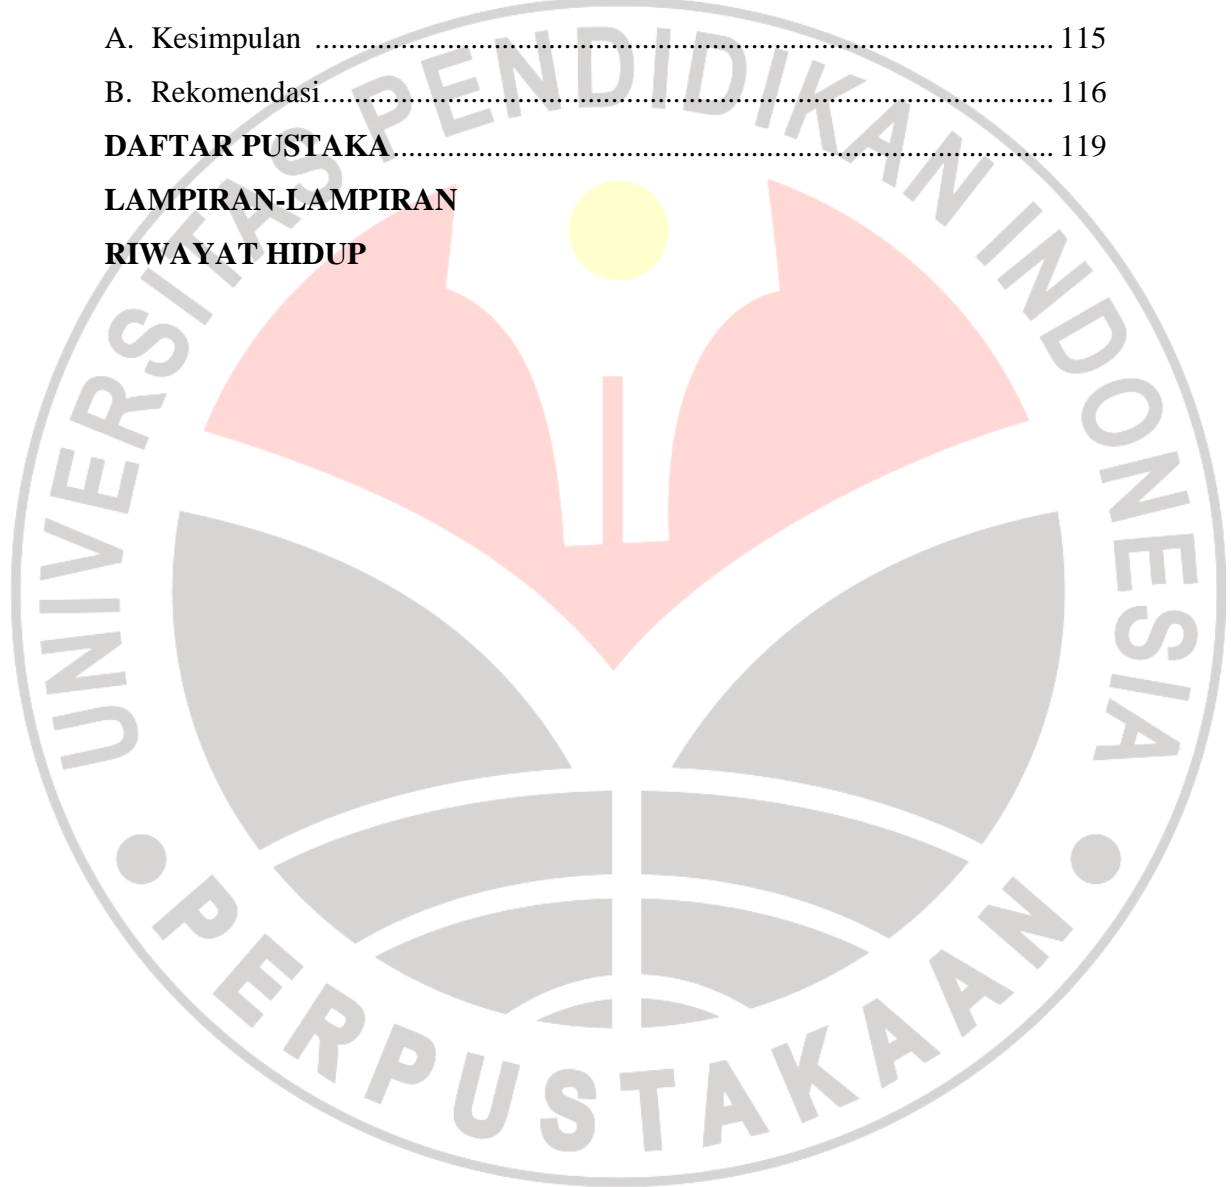 A. Kesimpulan ............................................................................................. 115
B. Rekomendasi............................................................................................ 116
DAFTAR PUSTAKA.................................................................................... 119
LAMPIRAN-LAMPIRAN
RIWAYAT HIDUP
UNIVERSITAS PENDIDIKAN INDONESIA
PERPUSTAKAAN